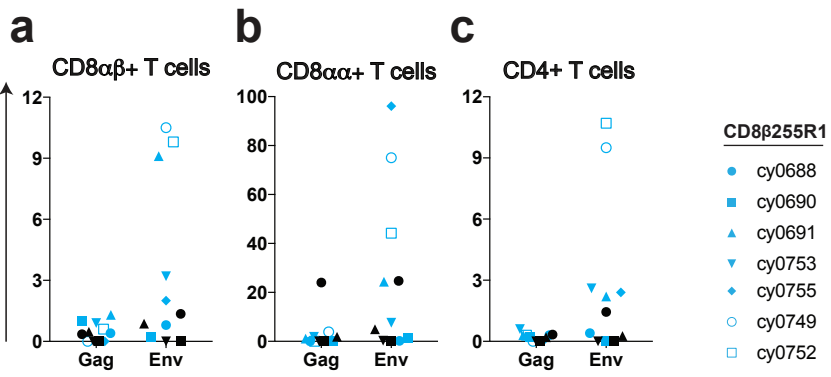 a
b
c
CD8αβ+ T cells
CD8αα+ T cells
CD4+ T cells
12
9
6
3
0
Gag
Env
100
80
60
40
20
0
Gag
Env
12
9
6
3
0
Gag
Env
CD8β255R1
cy0688
cy0690
cy0691
cy0753
cy0755
cy0749
cy0752